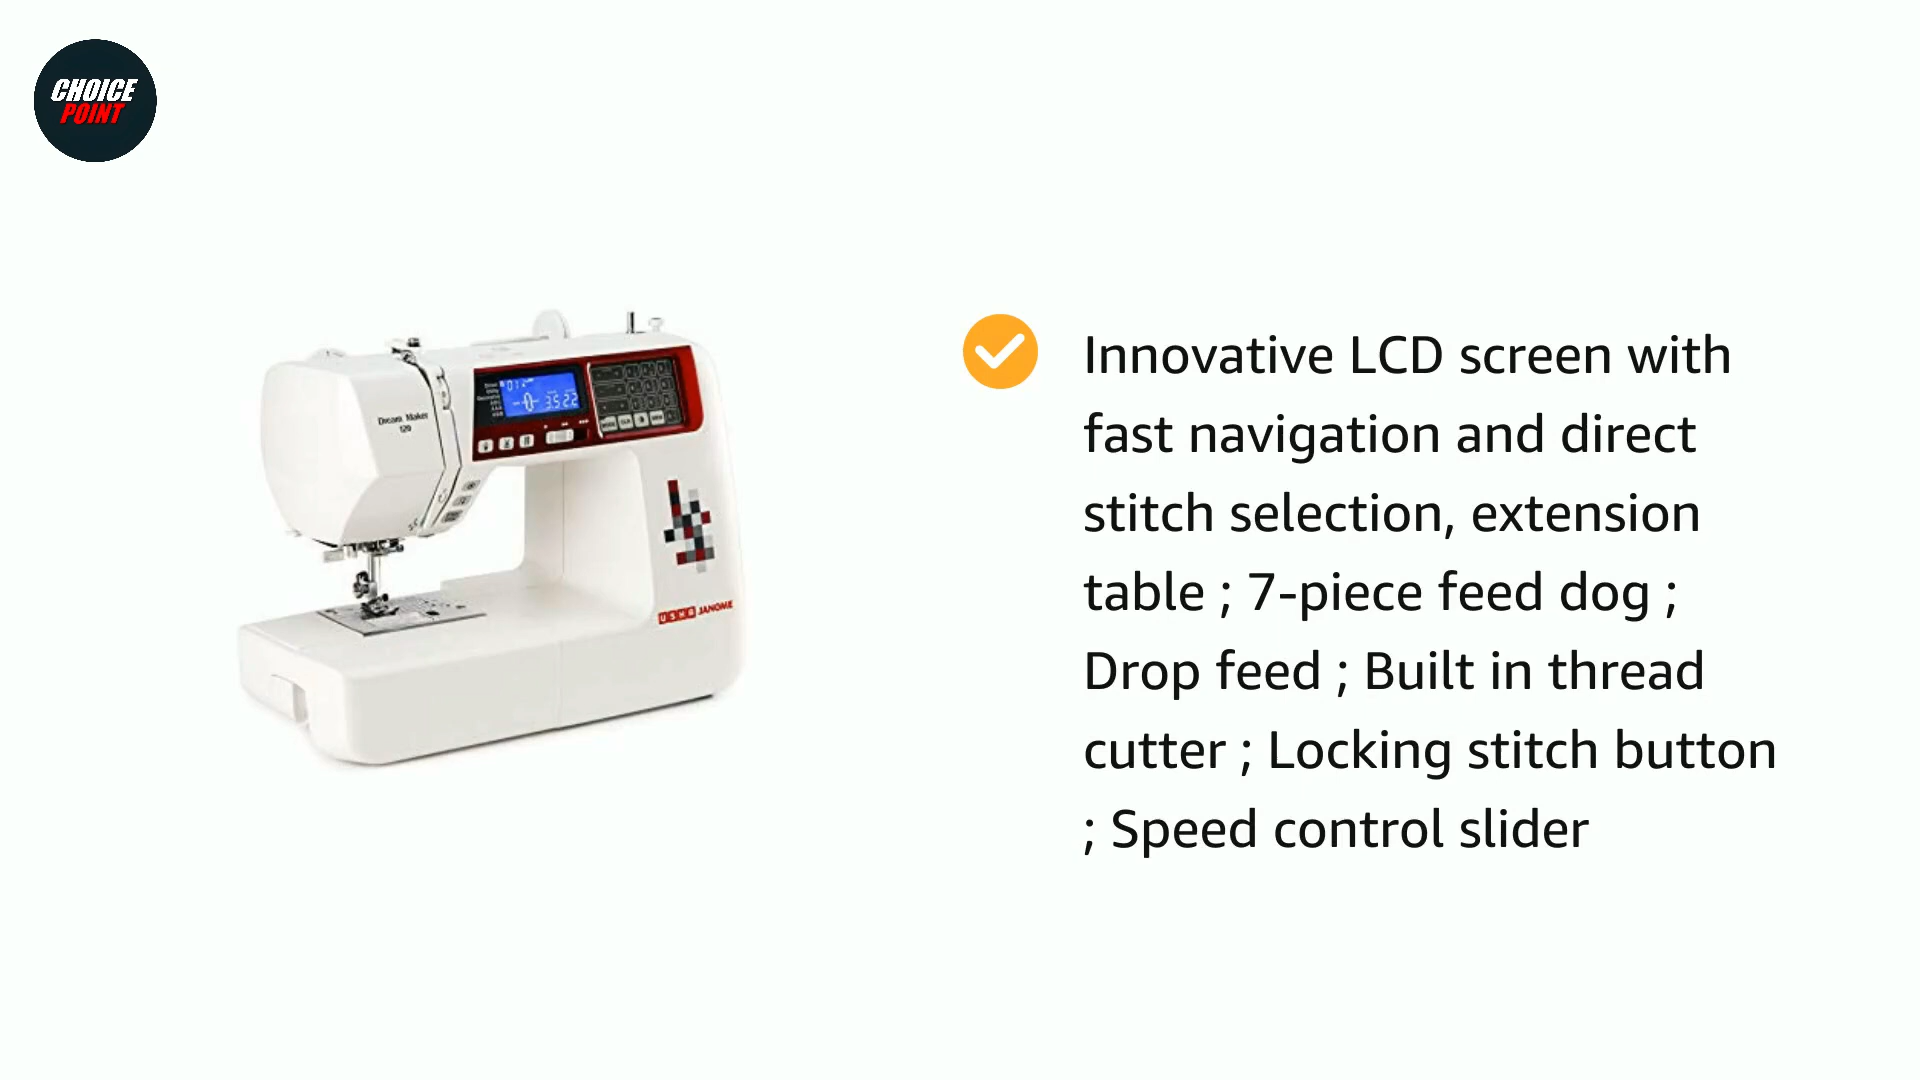 CHOICE
POINT
Innovative LCD screen with
fast navigation and direct
stitch selection, extension
table ; 7-piece feed dog ;
Drop feed ; Built in thread
cutter ; Locking stitch button
; Speed control slider
Dream Maker
120
USHA JANOME